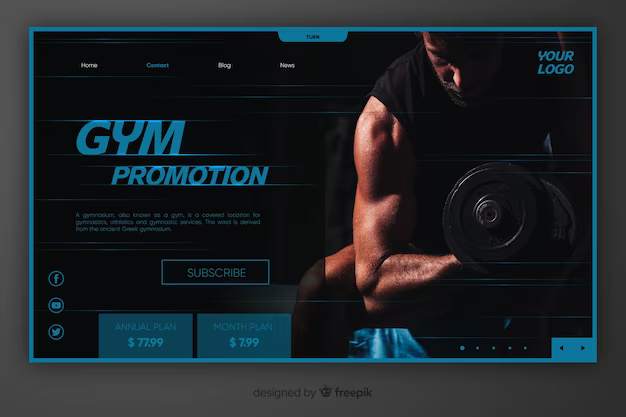 TURN
Home Contact Blog News
YOUR
LOGO
GYM
PROMOTION
A gymnasium, also known as a gym, is a covered location for
gymnastics, athletics and gymnastic services. The word is derived
from the ancient Greek gymnasium.
SUBSCRIBE
ANNUAL PLAN
$ 77.99
MONTH PLAN
$ 7.99
designed by freepik